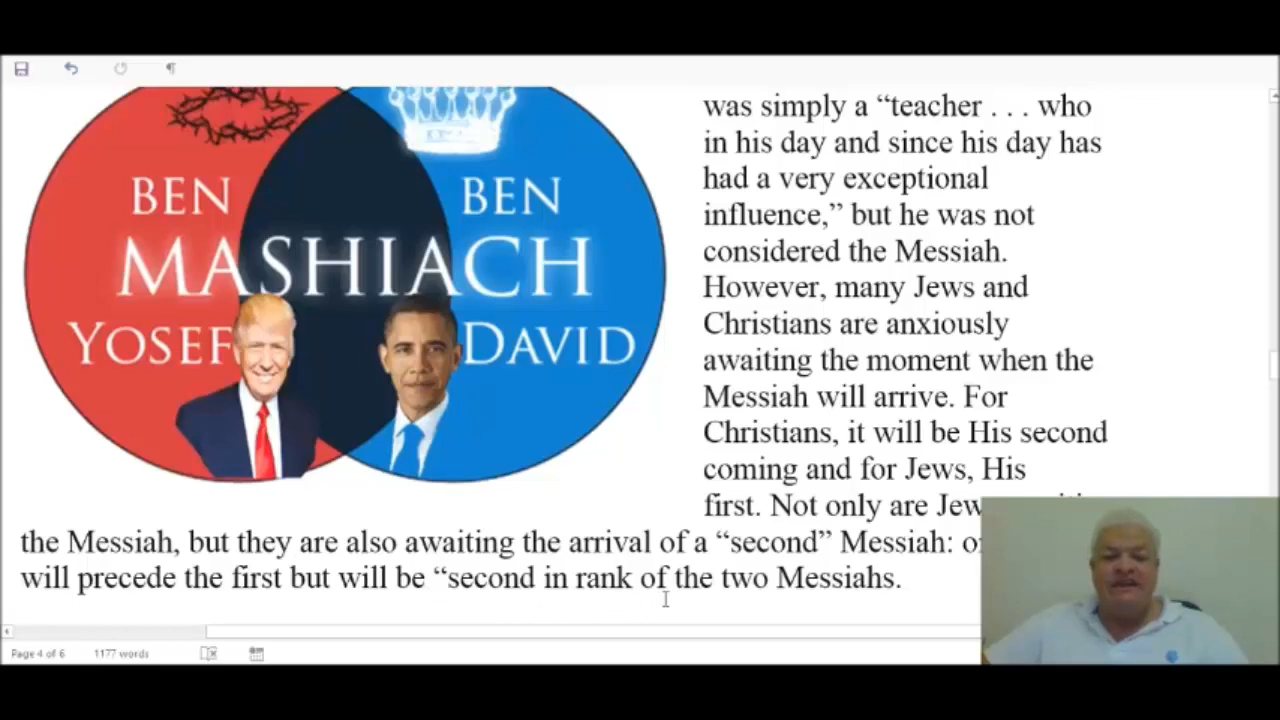 BEN
BEN
MASHIACH
YOSEF
DAVID
was simply a “teacher . . . who
in his day and since his day has
had a very exceptional
influence,” but he was not
considered the Messiah.
However, many Jews and
Christians are anxiously
awaiting the moment when the
Messiah will arrive. For
Christians, it will be His second
coming and for Jews, His
first. Not only are
the Messiah, but they are also awaiting the arrival of a “second” Messiah:
will precede the first but will be “second in rank of the two Messiahs.
Page 4 of 6
1177 words